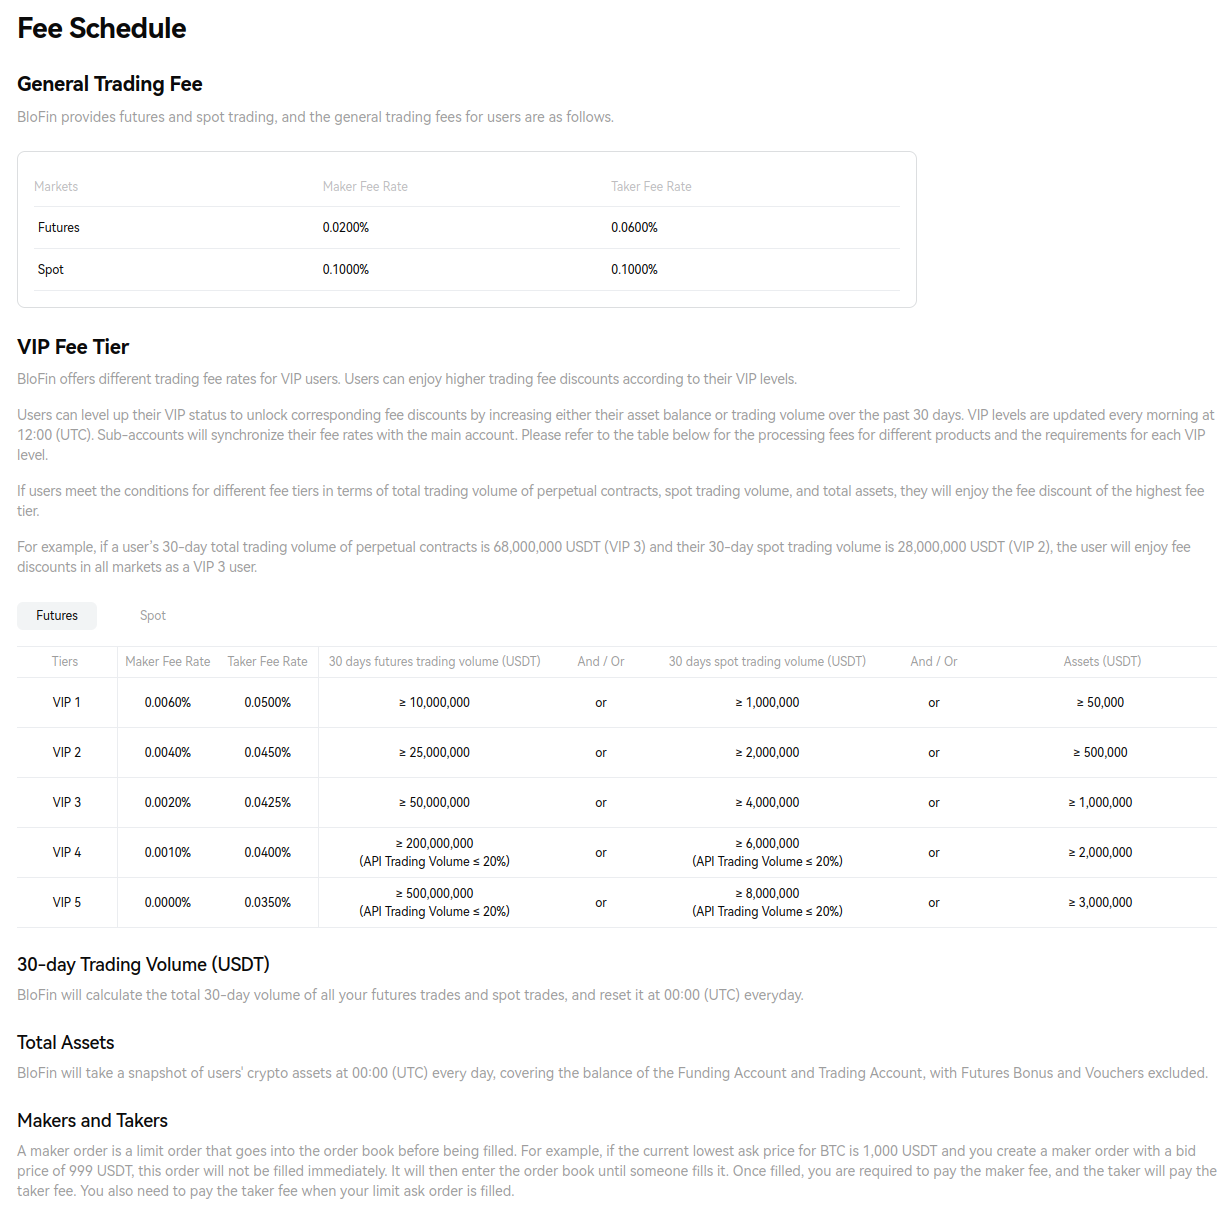 Fee Schedule
General Trading Fee
BloFin provides futures and spot trading, and the general trading fees for users are as follows.
Markets Maker Fee Rate Taker Fee Rate
Futures 0.0200% 0.0600%
Spot 0.1000% 0.1000%
VIP Fee Tier
BloFin offers different trading fee rates for VIP users. Users can enjoy higher trading fee discounts according to their VIP levels.
Users can level up their VIP status to unlock corresponding fee discounts by increasing either their asset balance or trading volume over the past 30 days. VIP levels are updated every morning at
12:00 (UTC). Sub-accounts will synchronize their fee rates with the main account. Please refer to the table below for the processing fees for different products and the requirements for each VIP
level.
If users meet the conditions for different fee tiers in terms of total trading volume of perpetual contracts, spot trading volume, and total assets, they will enjoy the fee discount of the highest fee
tier.
For example, if a user's 30-day total trading volume of perpetual contracts is 68,000,000 USDT (VIP 3) and their 30-day spot trading volume is 28,000,000 USDT (VIP 2), the user will enjoy fee
discounts in all markets as a VIP 3 user.
Futures Spot
Tiers Maker Fee Rate Taker Fee Rate 30 days futures trading volume (USDT) And / Or 30 days spot trading volume (USDT) And / Or Assets (USDT)
VIP 1 0.0060% 0.0500% ≥ 10,000,000 or ≥ 1,000,000 or ≥ 50,000
VIP 2 0.0040% 0.0450% ≥ 25,000,000 or ≥ 2,000,000 or ≥ 500,000
VIP 3 0.0020% 0.0425% ≥ 50,000,000 or ≥ 4,000,000 or ≥ 1,000,000
VIP 4 0.0010% 0.0400% ≥ 200,000,000 (API Trading Volume ≤ 20%) or ≥ 6,000,000 (API Trading Volume ≤ 20%) or ≥ 2,000,000
VIP 5 0.0000% 0.0350% ≥ 500,000,000 (API Trading Volume ≤ 20%) or ≥ 8,000,000 (API Trading Volume ≤ 20%) or ≥ 3,000,000
30-day Trading Volume (USDT)
BloFin will calculate the total 30-day volume of all your futures trades and spot trades, and reset it at 00:00 (UTC) everyday.
Total Assets
BloFin will take a snapshot of users' crypto assets at 00:00 (UTC) every day, covering the balance of the Funding Account and Trading Account, with Futures Bonus and Vouchers excluded.
Makers and Takers
A maker order is a limit order that goes into the order book before being filled. For example, if the current lowest ask price for BTC is 1,000 USDT and you create a maker order with a bid
price of 999 USDT, this order will not be filled immediately. It will then enter the order book until someone fills it. Once filled, you are required to pay the maker fee, and the taker will pay the
taker fee. You also need to pay the taker fee when your limit ask order is filled.